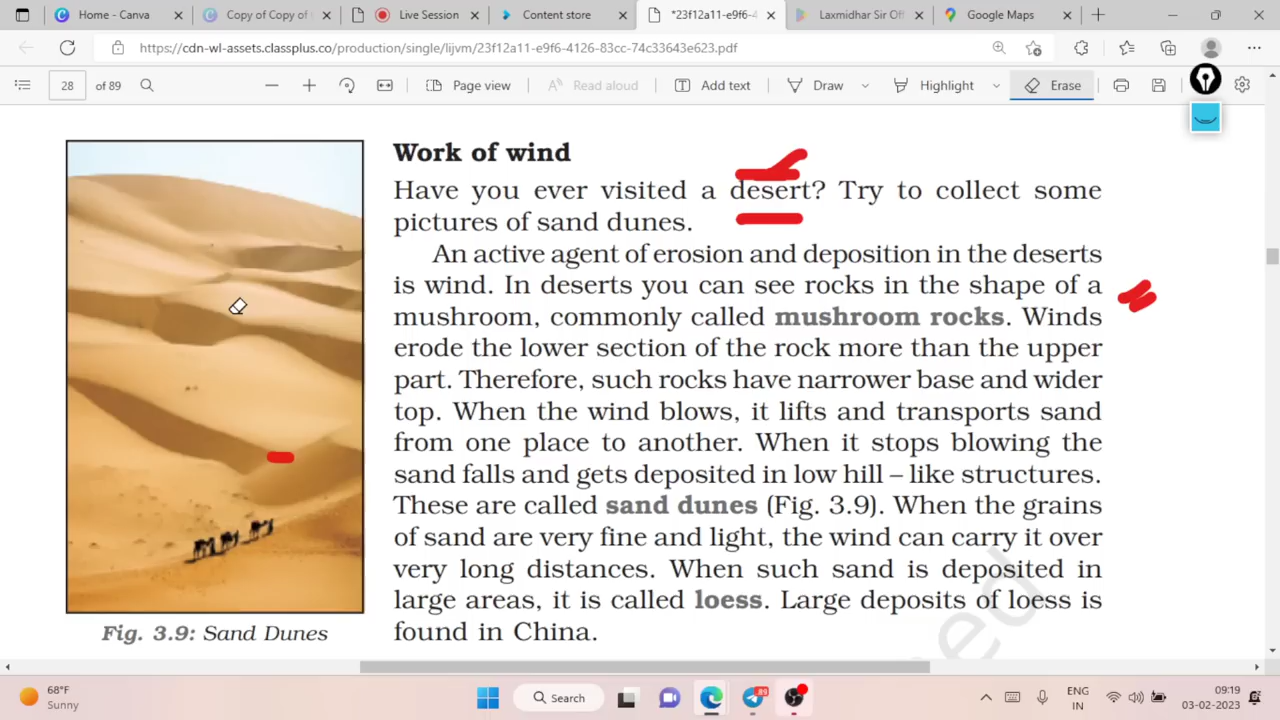 Home - Canva
Copy of Copy of
Live Session
Content store
*23f12a11-e9f6-4
Laxmidhar Sir Off
Google Maps
https://cdn-wl-assets.classplus.co/production/single/lijvm/23f12a11-e9f6-4126-83cc-74c33643e623.pdf
28 of 89
Page view
Read aloud
Add text
Draw
Highlight
Erase
Work of wind
Have you ever visited a desert? Try to collect some
pictures of sand dunes.
An active agent of erosion and deposition in the deserts
is wind. In deserts you can see rocks in the shape of a
mushroom, commonly called mushroom rocks. Winds
erode the lower section of the rock more than the upper
part. Therefore, such rocks have narrower base and wider
top. When the wind blows, it lifts and transports sand
from one place to another. When it stops blowing the
sand falls and gets deposited in low hill – like structures.
These are called sand dunes (Fig. 3.9). When the grains
of sand are very fine and light, the wind can carry it over
very long distances. When such sand is deposited in
large areas, it is called loess. Large deposits of loess is
found in China.
Fig. 3.9: Sand Dunes
68°F
Sunny
Search
89
ENG
IN
09:19
03-02-2023